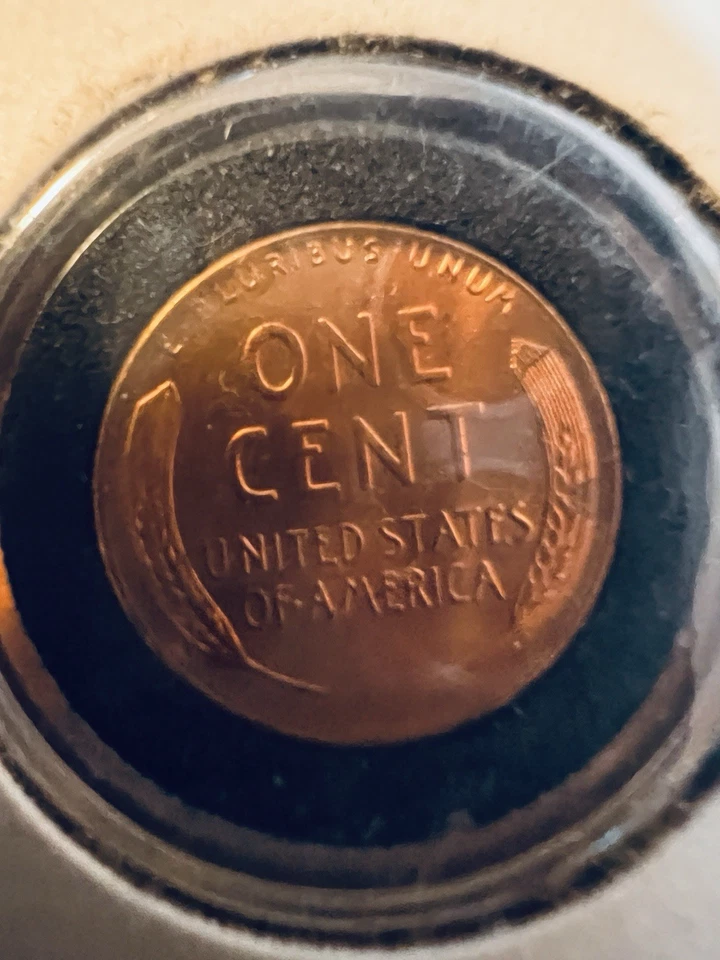 E PLURIBUS UNUM
ONE
CENT
UNITED STATES
OF AMERICA